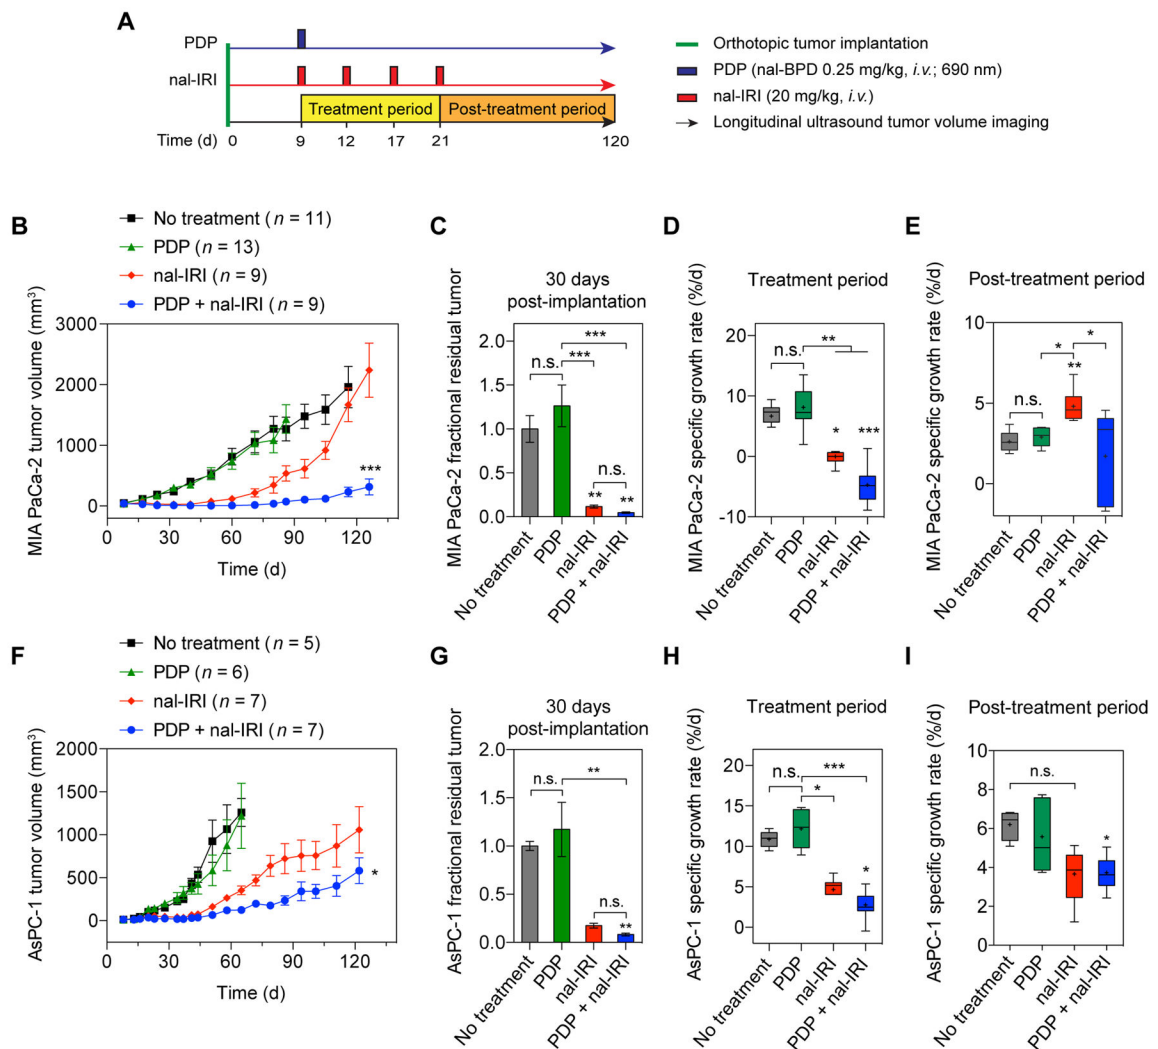 A
PDP
nal-IRI
Treatment period
Post-treatment period
Time (d)
0
9
12
17
21
120
Orthotopic tumor implantation
PDP (nal-BPD 0.25 mg/kg, i.v.; 690 nm)
nal-IRI (20 mg/kg, i.v.)
Longitudinal ultrasound tumor volume imaging
B
No treatment (n = 11)
PDP (n = 13)
nal-IRI (n = 9)
PDP + nal-IRI (n = 9)
MIA PaCa-2 tumor volume (mm³)
3000
2000
1000
0
***
0 30 60 90 120
Time (d)
C
30 days
post-implantation
MIA PaCa-2 fractional residual tumor
2.0
1.5
1.0
0.5
0.0
***
***
n.s.
n.s.
** **
No treatment
PDP
nal-IRI
PDP + nal-IRI
D
Treatment period
MIA PaCa-2 specific growth rate (%/d)
20
10
0
-10
**
n.s.
* ***
No treatment
PDP
nal-IRI
PDP + nal-IRI
E
Post-treatment period
MIA PaCa-2 specific growth rate (%/d)
10
5
0
*
*
**
n.s.
No treatment
PDP
nal-IRI
PDP + nal-IRI
F
No treatment (n = 5)
PDP (n = 6)
nal-IRI (n = 7)
PDP + nal-IRI (n = 7)
AsPC-1 tumor volume (mm³)
2000
1500
1000
500
0
*
0 30 60 90 120
Time (d)
G
30 days
post-implantation
AsPC-1 fractional residual tumor
2.0
1.5
1.0
0.5
0.0
n.s.
**
n.s.
**
No treatment
PDP
nal-IRI
PDP + nal-IRI
H
Treatment period
AsPC-1 specific growth rate (%/d)
20
15
10
5
0
n.s.
***
*
*
No treatment
PDP
nal-IRI
PDP + nal-IRI
I
Post-treatment period
AsPC-1 specific growth rate (%/d)
8
6
4
2
0
n.s.
*
No treatment
PDP
nal-IRI
PDP + nal-IRI